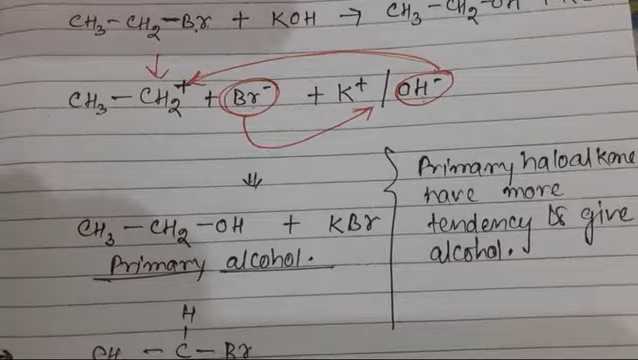 CH₃-CH₂-Br + KOH → CH₃-CH₂-OH +
CH₃-CH₂⁺ + Br⁻ + K⁺ / OH⁻
⇓
CH₃-CH₂-OH + KBr
Primary alcohol.
Primary haloalkane
have more
tendency to give
alcohol.
H
|
CH - C - Br